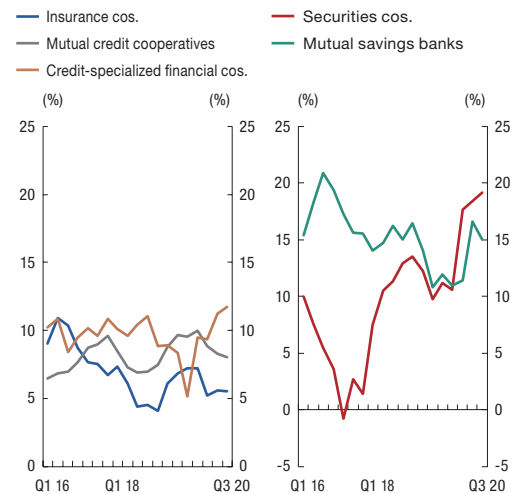 Insurance cos.
Mutual credit cooperatives
Credit-specialized financial cos.
Securities cos.
Mutual savings banks
(%) (%)
25 25
20 20
15 15
10 10
5 5
0 0
Q1 16 Q1 18 Q3 20
(%) (%)
25 25
20 20
15 15
10 10
5 5
0 0
-5 -5
Q1 16 Q1 18 Q3 20